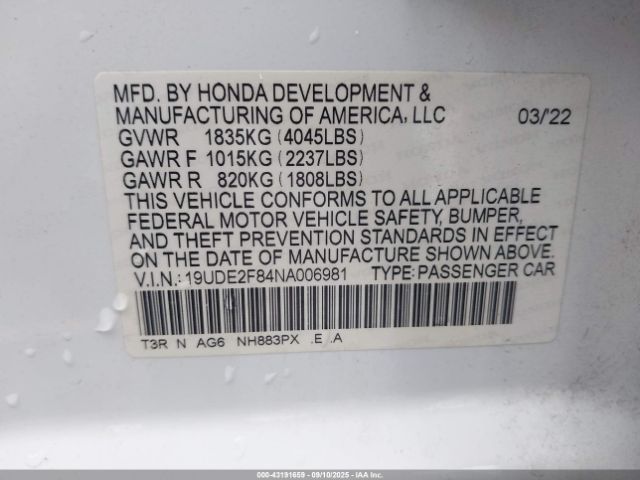 MFD. BY HONDA DEVELOPMENT &
MANUFACTURING OF AMERICA, LLC 03/'22
GVWR 1835KG (4045LBS)
GAWR F 1015KG (2237LBS)
GAWR R 820KG (1808LBS)
THIS VEHICLE CONFORMS TO ALL APPLICABLE
FEDERAL MOTOR VEHICLE SAFETY, BUMPER,
AND THEFT PREVENTION STANDARDS IN EFFECT
ON THE DATE OF MANUFACTURE SHOWN ABOVE.
V.I.N.: 19UDE2F84NA006981 TYPE: PASSENGER CAR
T3R N AG6 NH883PX .E .A
000-43191659 - 09/10/2025 - IAAI.com